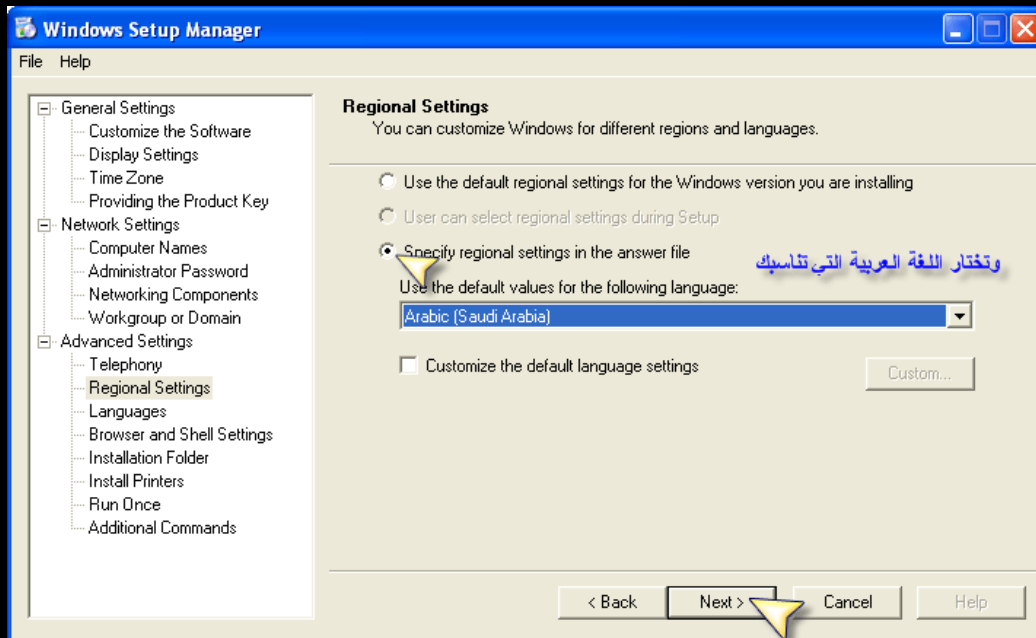 Windows Setup Manager
File Help
General Settings
Customize the Software
Display Settings
Time Zone
Providing the Product Key
Network Settings
Computer Names
Administrator Password
Networking Components
Workgroup or Domain
Advanced Settings
Telephony
Regional Settings
Languages
Browser and Shell Settings
Installation Folder
Install Printers
Run Once
Additional Commands
Regional Settings
You can customize Windows for different regions and languages.
Use the default regional settings for the Windows version you are installing
User can select regional settings during Setup
Specify regional settings in the answer file
وتختار اللغة العربية التي تناسبك
Use the default values for the following language:
Arabic (Saudi Arabia)
Customize the default language settings
Custom...
< Back
Next >
Cancel
Help